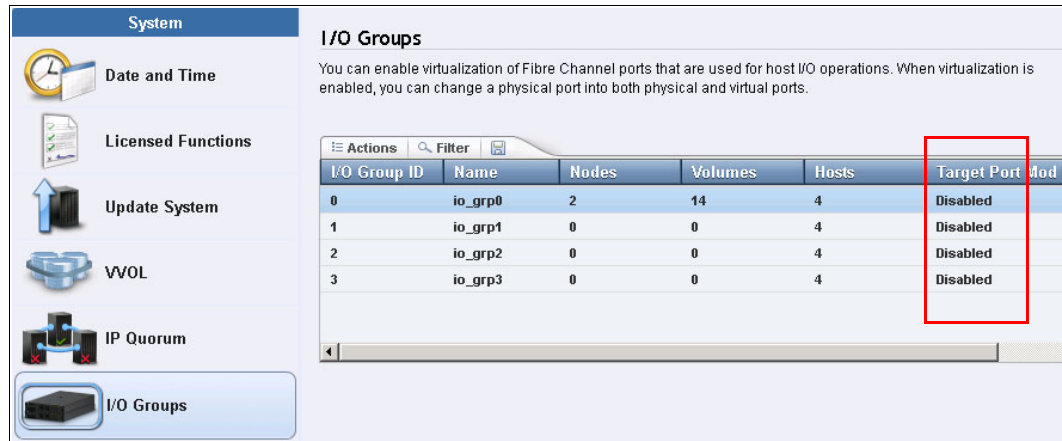 System
Date and Time
Licensed Functions
Update System
VVOL
IP Quorum
I/O Groups
I/O Groups
You can enable virtualization of Fibre Channel ports that are used for host I/O operations. When virtualization is
enabled, you can change a physical port into both physical and virtual ports.
Actions Filter
I/O Group ID Name Nodes Volumes Hosts Target Port Mod
0 io_grp0 2 14 4 Disabled
1 io_grp1 0 0 4 Disabled
2 io_grp2 0 0 4 Disabled
3 io_grp3 0 0 4 Disabled